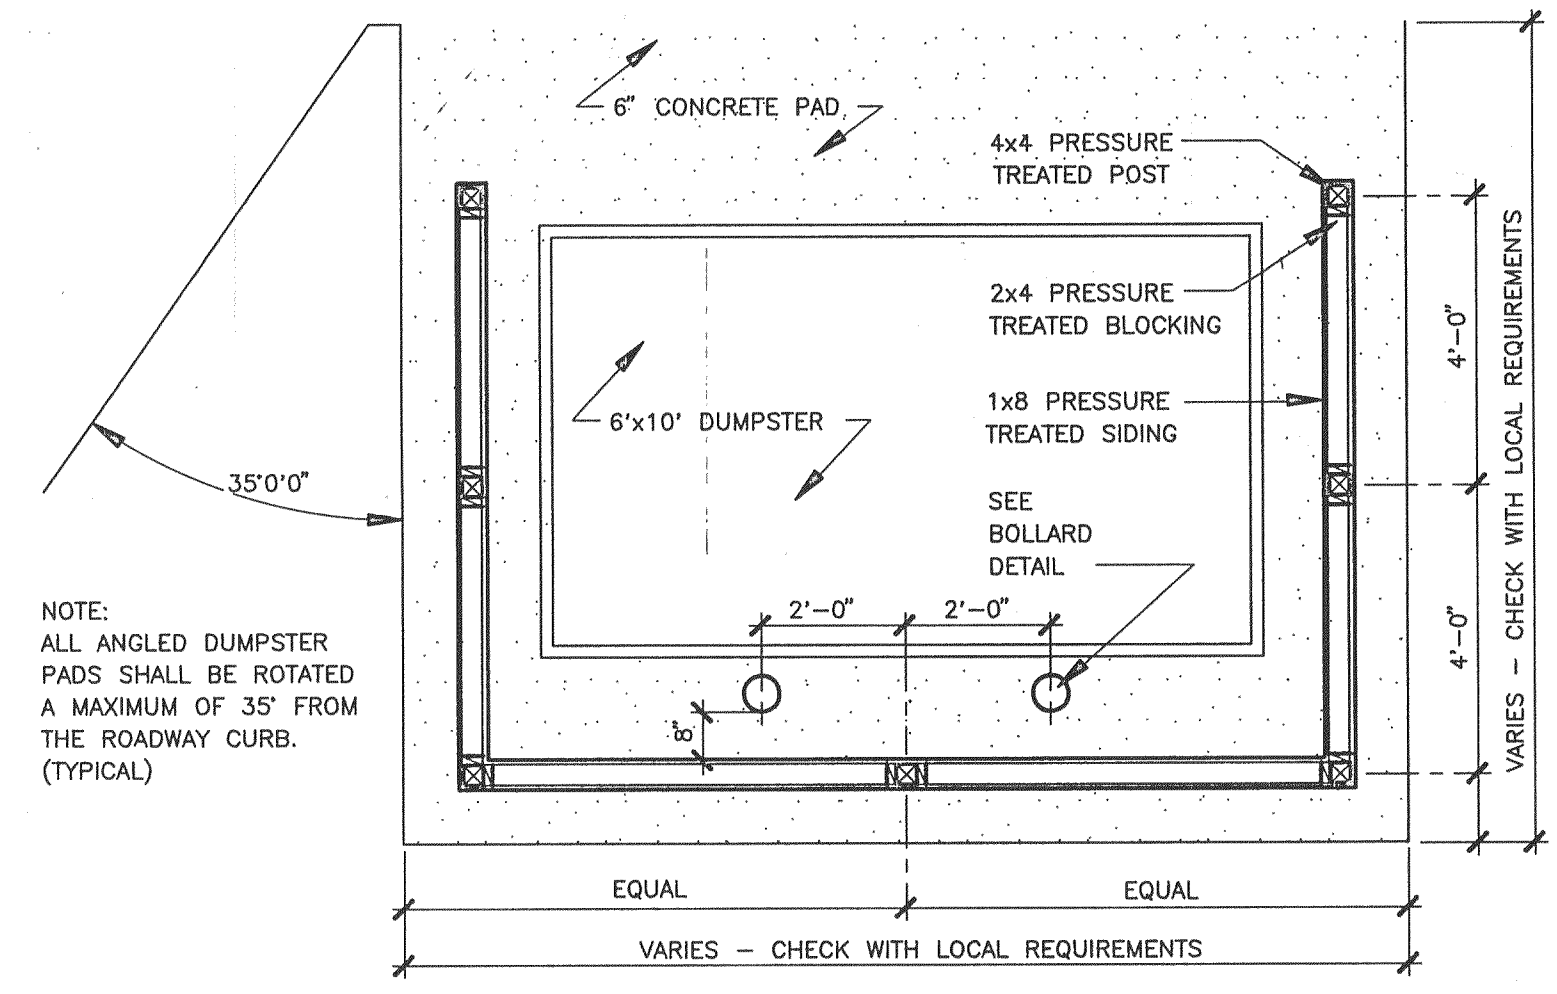 6" CONCRETE PAD
4x4 PRESSURE
TREATED POST
2x4 PRESSURE
TREATED BLOCKING
1x8 PRESSURE
TREATED SIDING
6'x10' DUMPSTER
SEE
BOLLARD
DETAIL
35°0'0"
2'-0"
2'-0"
8"
4'-0"
4'-0"
VARIES - CHECK WITH LOCAL REQUIREMENTS
NOTE:
ALL ANGLED DUMPSTER
PADS SHALL BE ROTATED
A MAXIMUM OF 35° FROM
THE ROADWAY CURB.
(TYPICAL)
EQUAL
EQUAL
VARIES - CHECK WITH LOCAL REQUIREMENTS